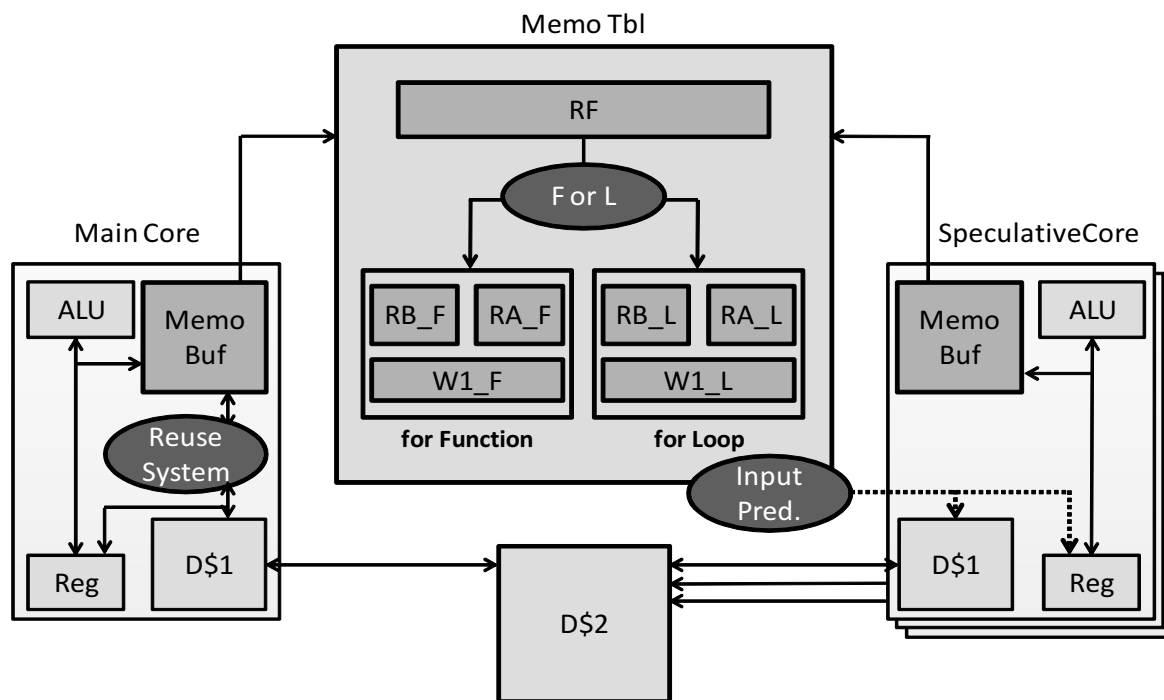 Memo Tbl
RF
F or L
Main Core
SpeculativeCore
ALU
Memo
Buf
RB_F
RA_F
RB_L
RA_L
Memo
Buf
ALU
W1_F
W1_L
for Function
for Loop
Reuse
System
Input
Pred.
D$1
Reg
D$1
Reg
D$2